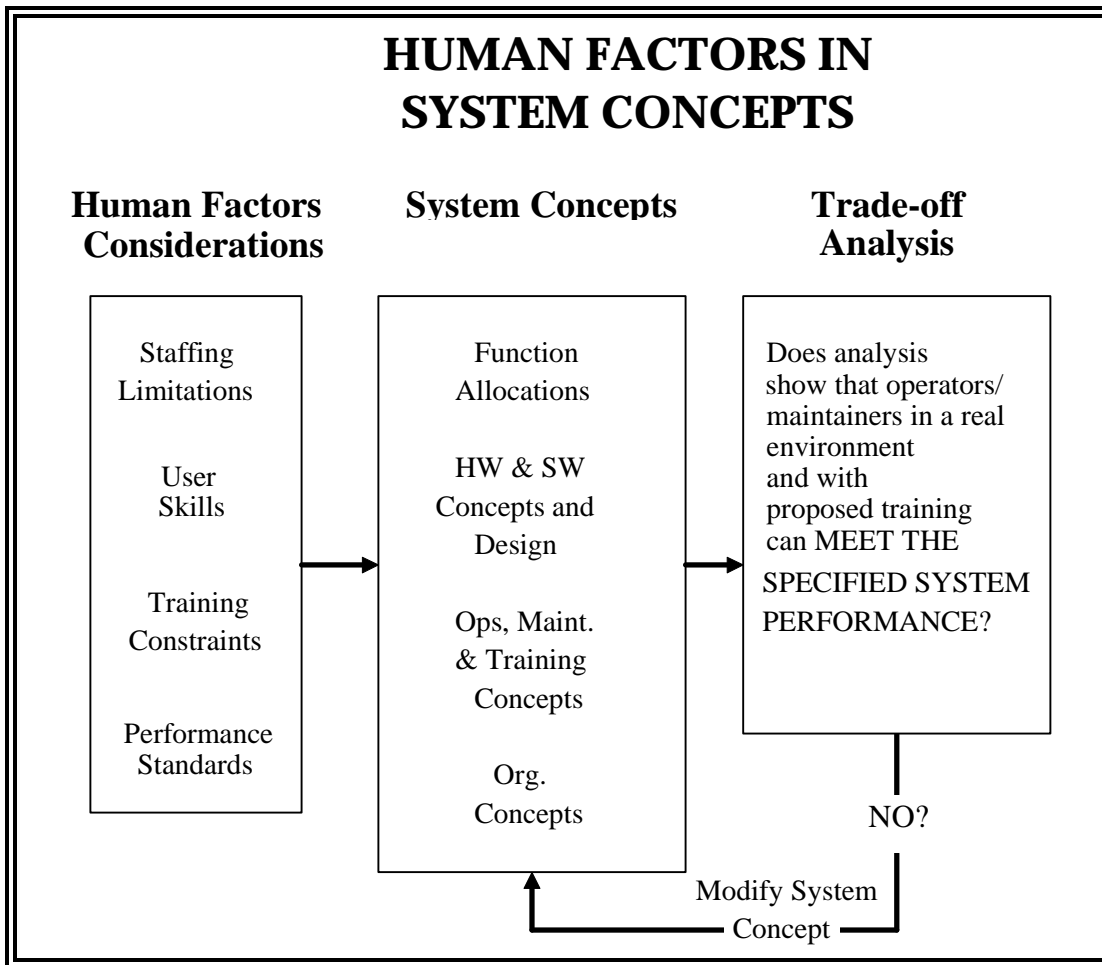 HUMAN FACTORS IN
SYSTEM CONCEPTS
Human Factors
Considerations
Staffing
Limitations
User
Skills
Training
Constraints
Performance
Standards
System Concepts
Function
Allocations
HW & SW
Concepts and
Design
Ops, Maint.
& Training
Concepts
Org.
Concepts
Trade-off
Analysis
Does analysis
show that operators/
maintainers in a real
environment
and with
proposed training
can MEET THE
SPECIFIED SYSTEM
PERFORMANCE?
NO?
Modify System
Concept